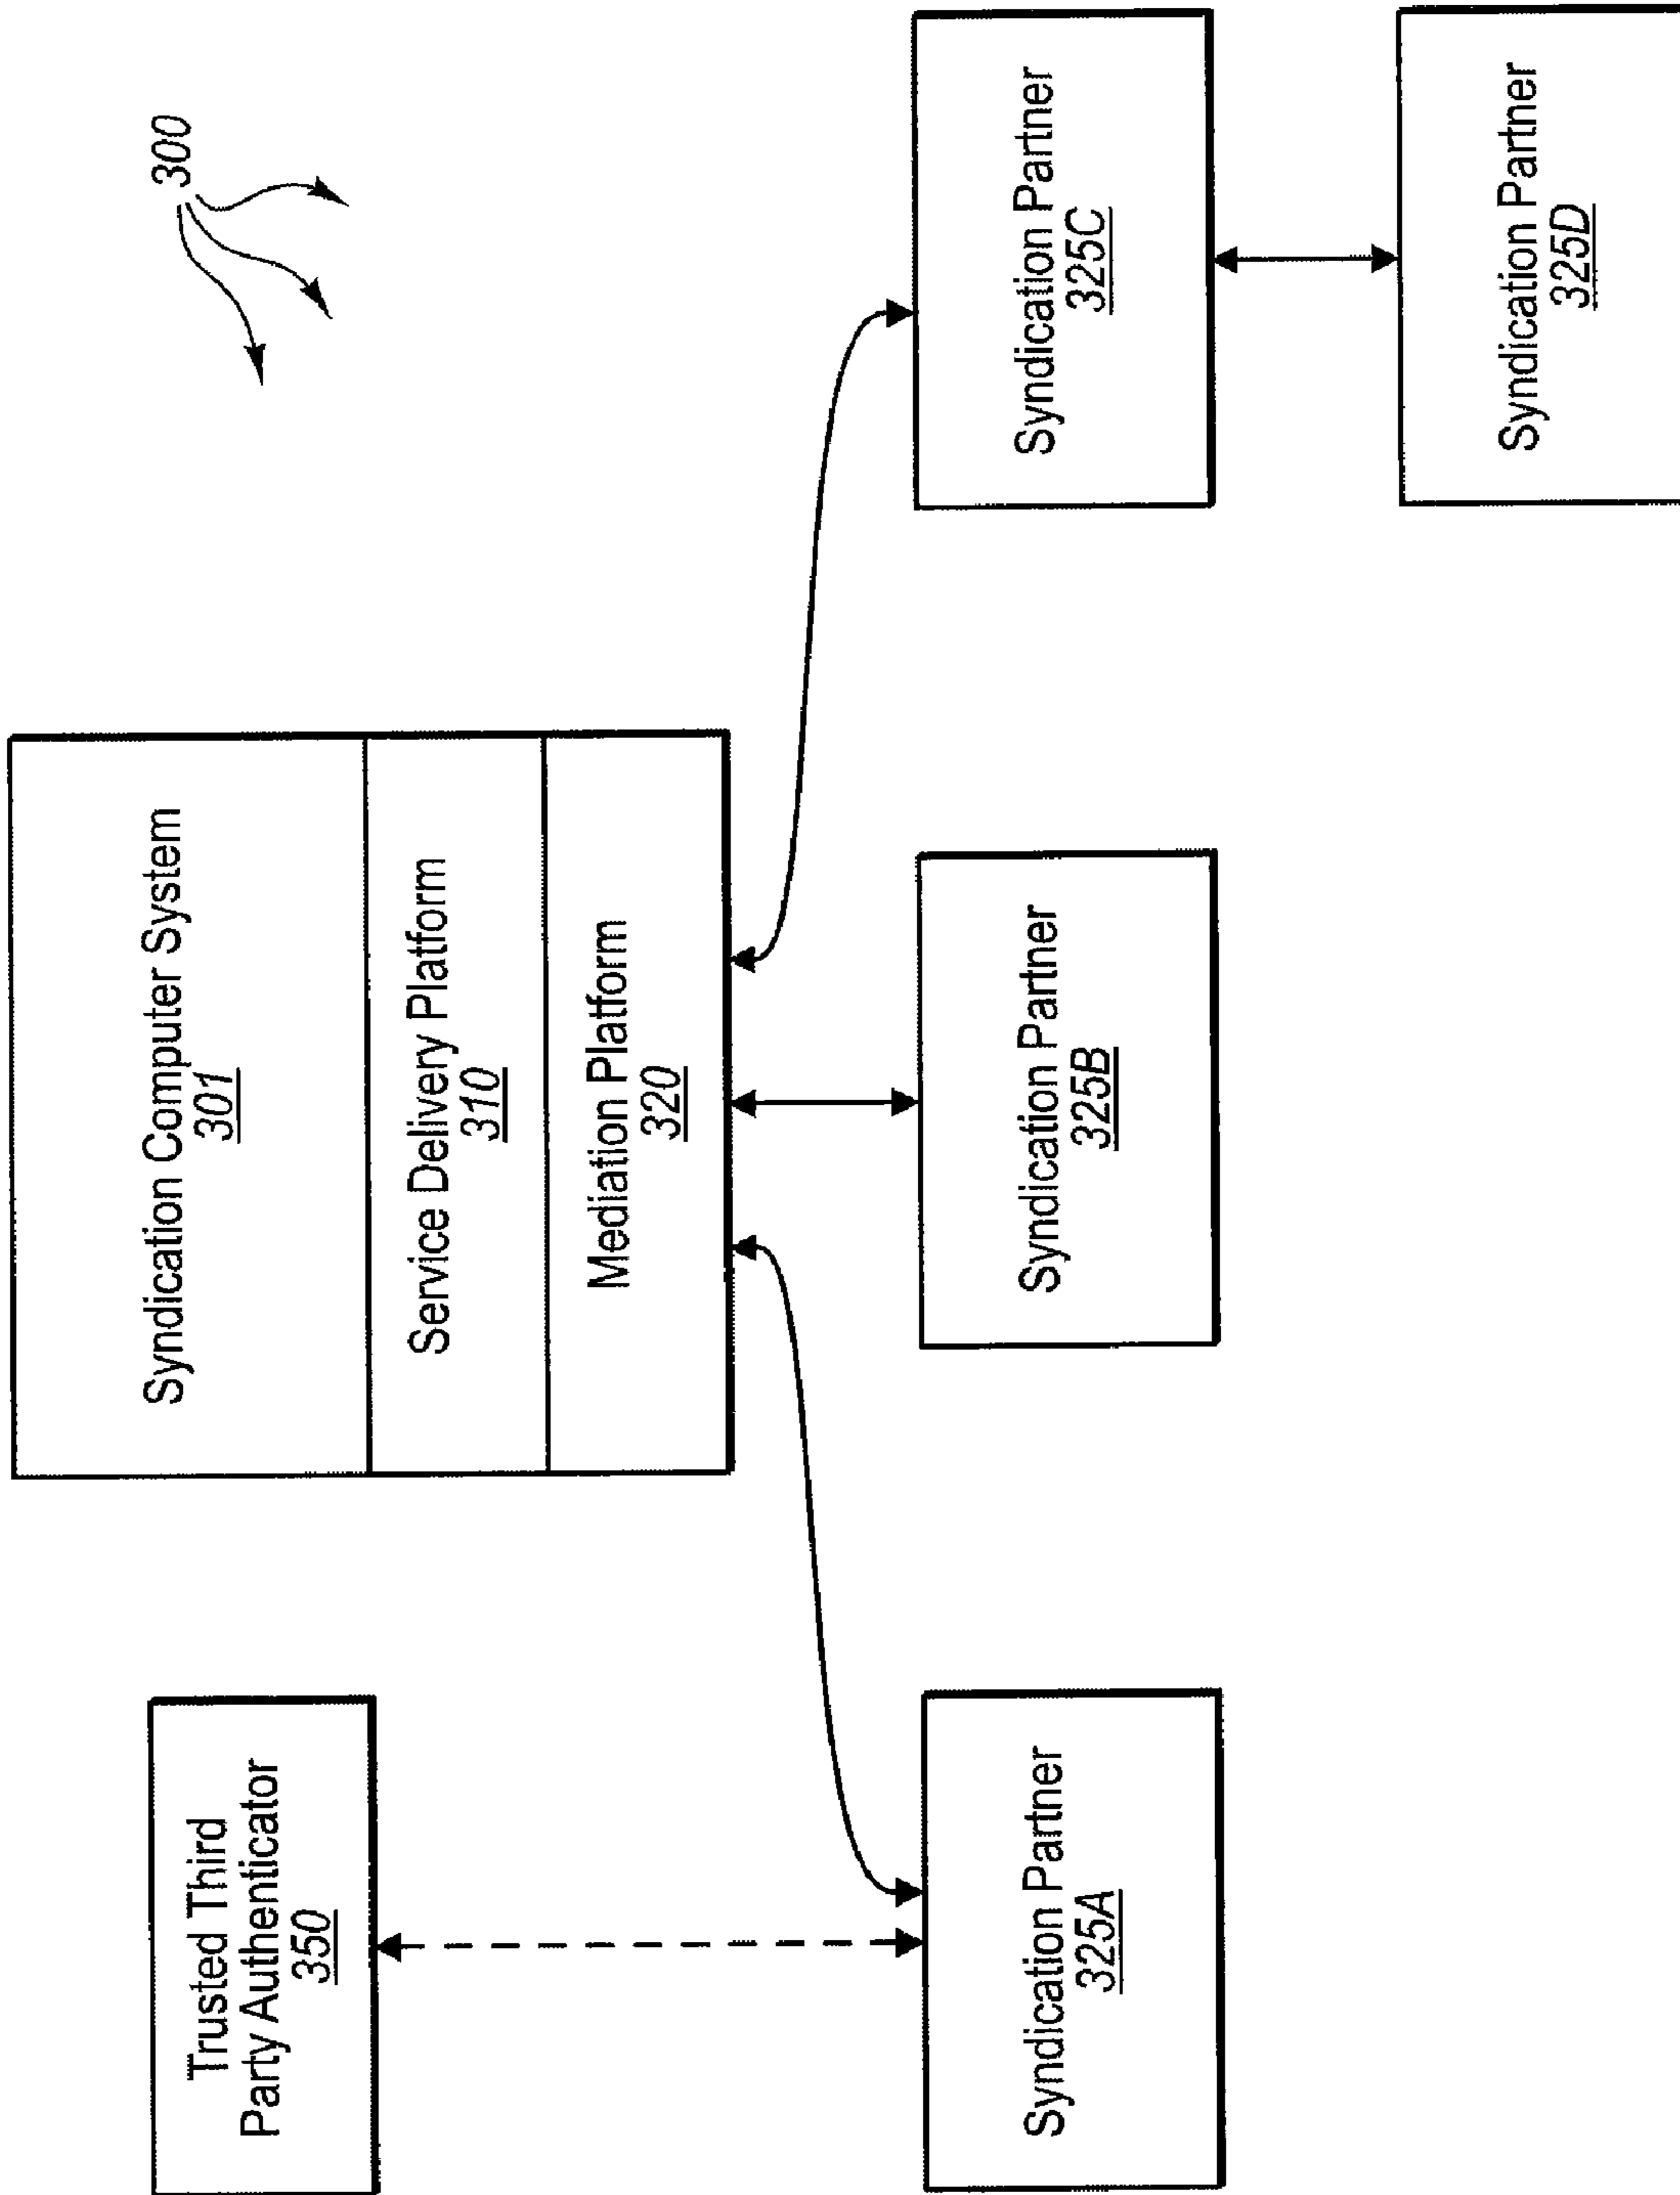 300
Trusted Third
Party Authenticator
350
Syndication Computer System
301
Service Delivery Platform
310
Mediation Platform
320
Syndication Partner
325A
Syndication Partner
325B
Syndication Partner
325C
Syndication Partner
325D